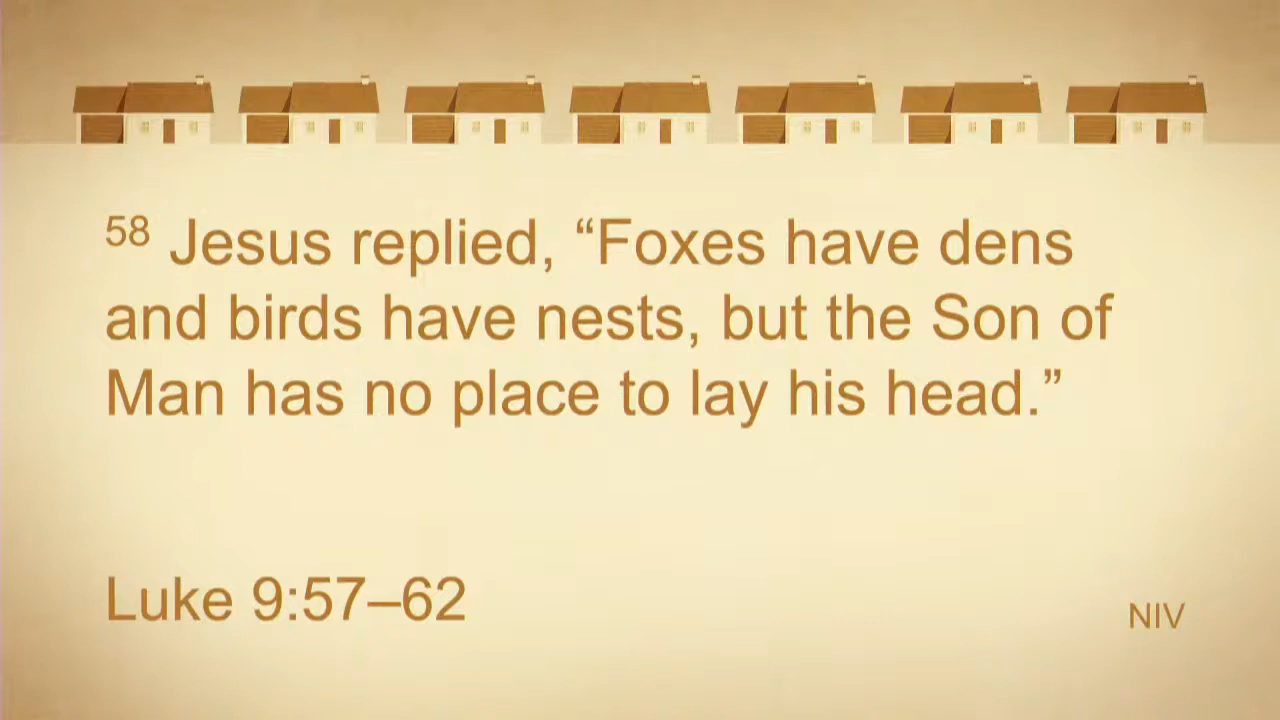 58 Jesus replied, “Foxes have dens
and birds have nests, but the Son of
Man has no place to lay his head.”
Luke 9:57–62
NIV